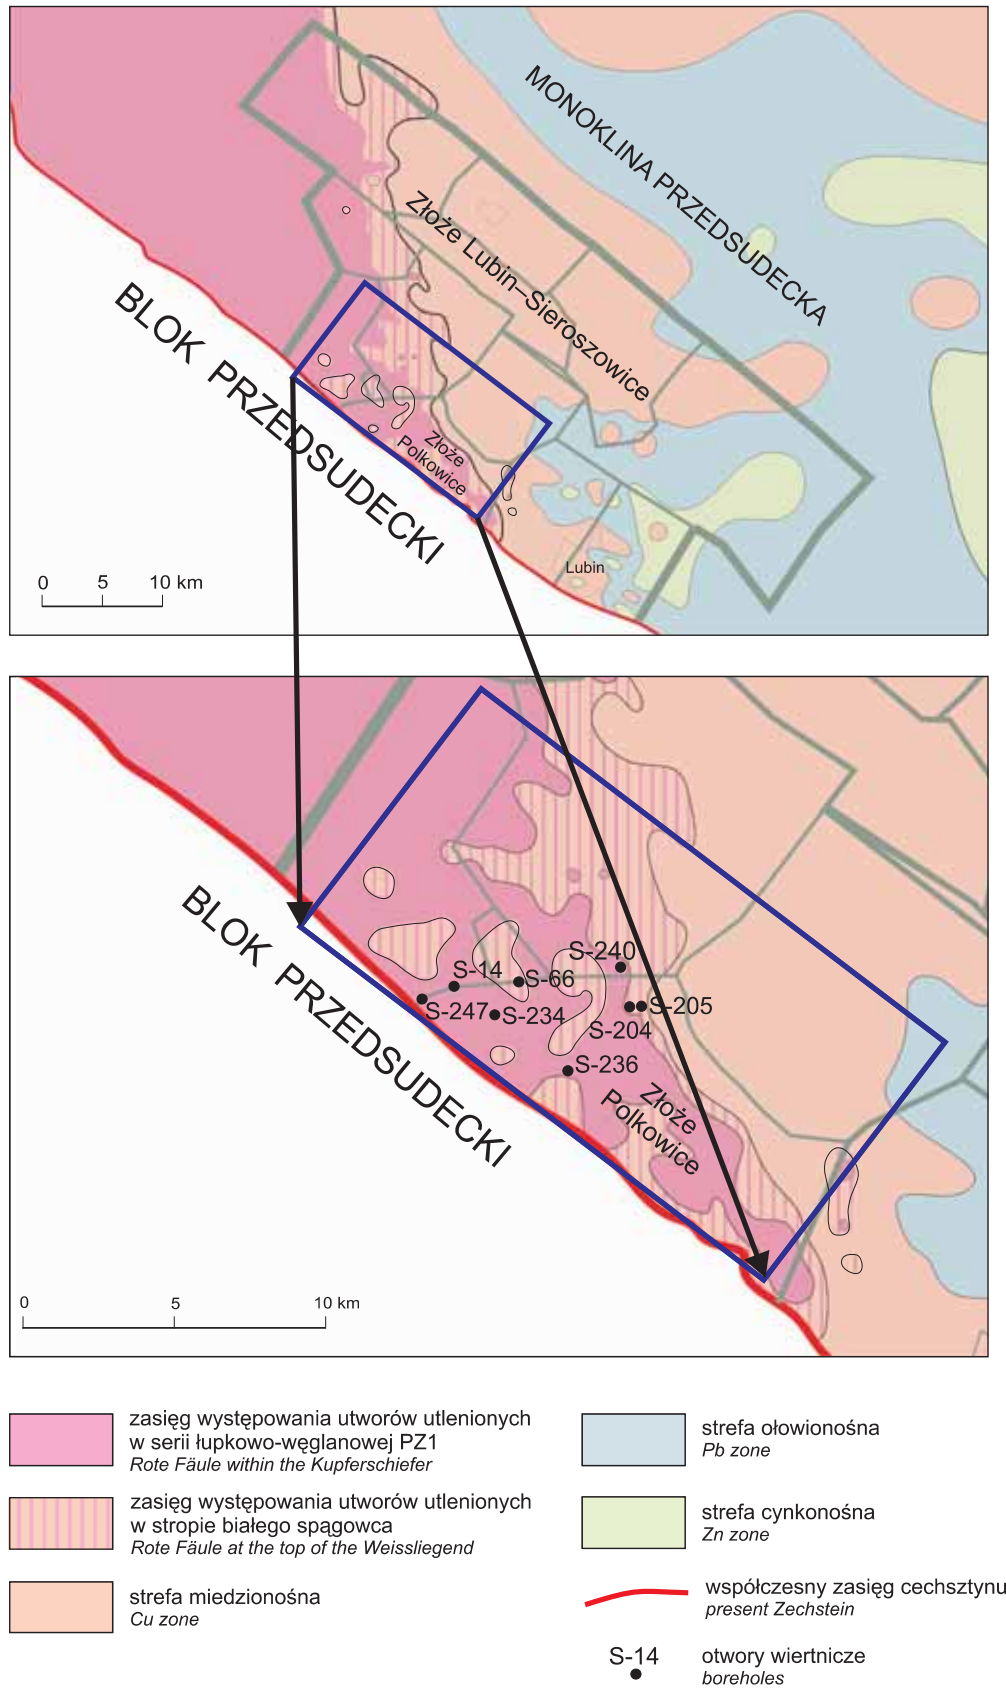 MONOKLINA PRZEDSUDECKA
Złoże Lubin–Sieroszowice
BLOK PRZEDSUDECKI
Złoże
Polkowice
Lubin
0 5 10 km
BLOK PRZEDSUDECKI
S-240
S-14
S-66
S-247
S-234
S-205
S-204
S-236
Złoże
Polkowice
0 5 10 km
zasięg występowania utworów utlenionych
w serii łupkowo-węglanowej PZ1
Rote Fäule within the Kupferschiefer
zasięg występowania utworów utlenionych
w stropie białego spągowca
Rote Fäule at the top of the Weissliegend
strefa miedzionośna
Cu zone
strefa ołowionośna
Pb zone
strefa cynkonośna
Zn zone
współczesny zasięg cechsztynu
present Zechstein
S-14
otwory wiertnicze
boreholes